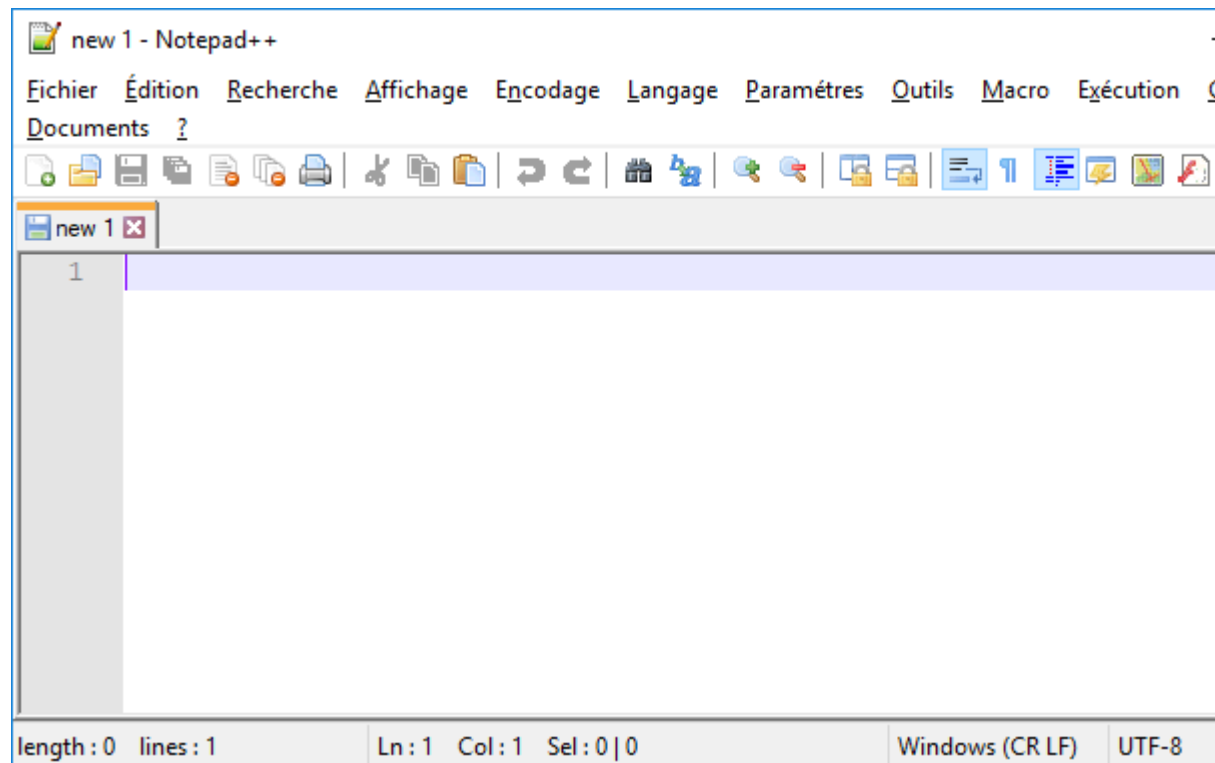 new 1 - Notepad++
Fichier Édition Recherche Affichage Encodage Langage Paramétres Outils Macro Exécution
Documents ?
new 1
1
length : 0 lines : 1 Ln : 1 Col : 1 Sel : 0 | 0 Windows (CR LF) UTF-8